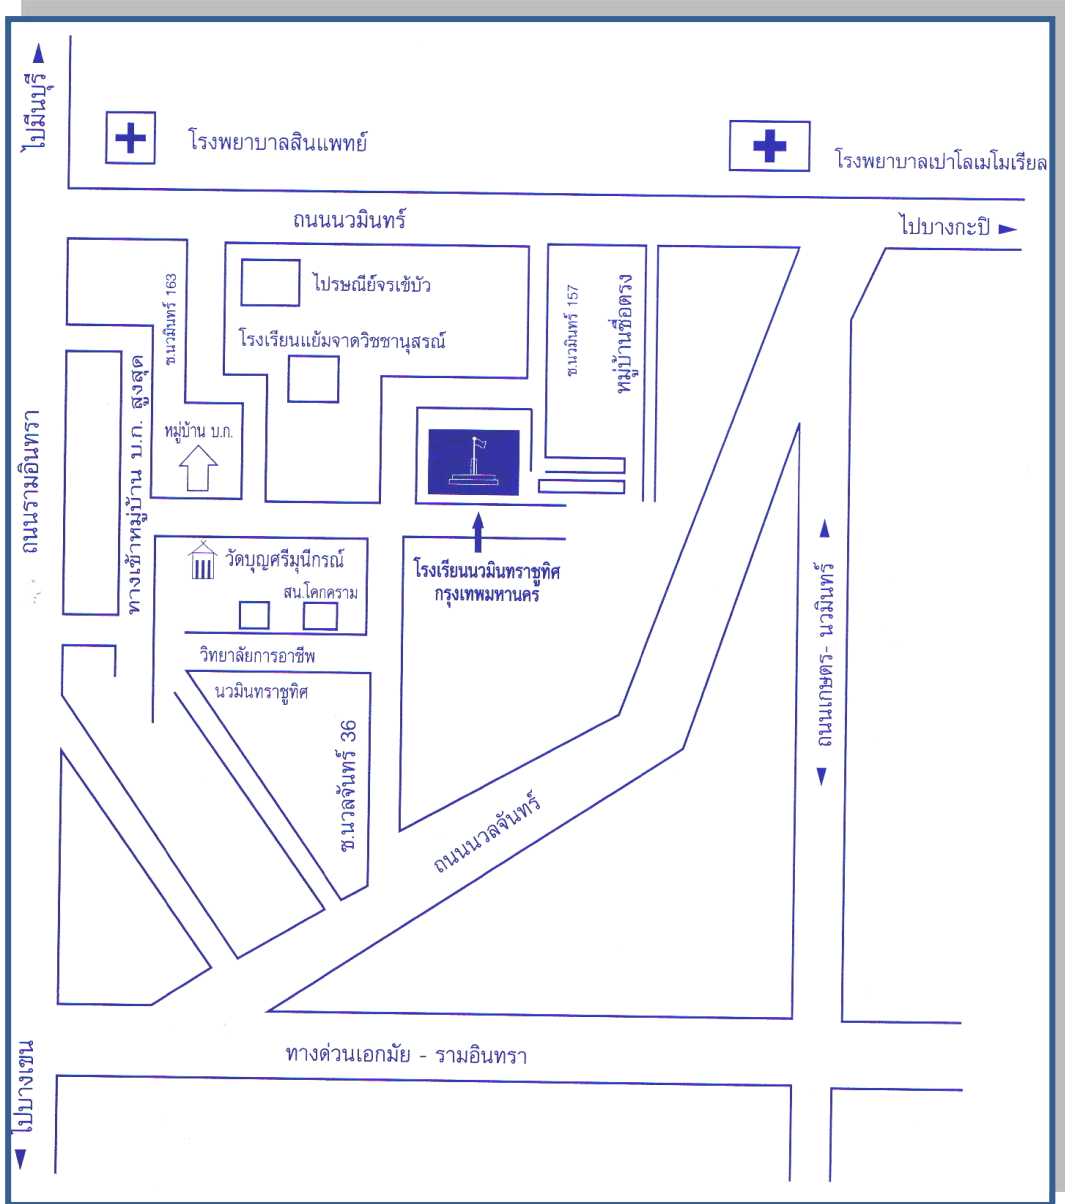 ไปมีนบุรี
โรงพยาบาลสินแพทย์
โรงพยาบาลเปาโลเมโมเรียล
ถนนนวมินทร์
ไปบางกะปิ
ซ.นวมินทร์ 163
ไปรษณีย์จรเข้บัว
ซ.นวมินทร์ 157
หมู่บ้านชื่อตรง
โรงเรียนแย้มจาดวิชชานุสรณ์
ถนนรามอินทรา
ทางเข้าหมู่บ้าน บ.ก. สูงสุด
หมู่บ้าน บ.ก.
วัดบุญศรีมุนีกรณ์
สน.โคกคราม
โรงเรียนนวมินทราชูทิศ
กรุงเทพมหานคร
วิทยาลัยการอาชีพ
นวมินทราชูทิศ
ซ.นวลจันทร์ 36
ถนนนวลจันทร์
ถนนเกษตร- นวมินทร์
ทางด่วนเอกมัย - รามอินทรา
ไปบางเขน